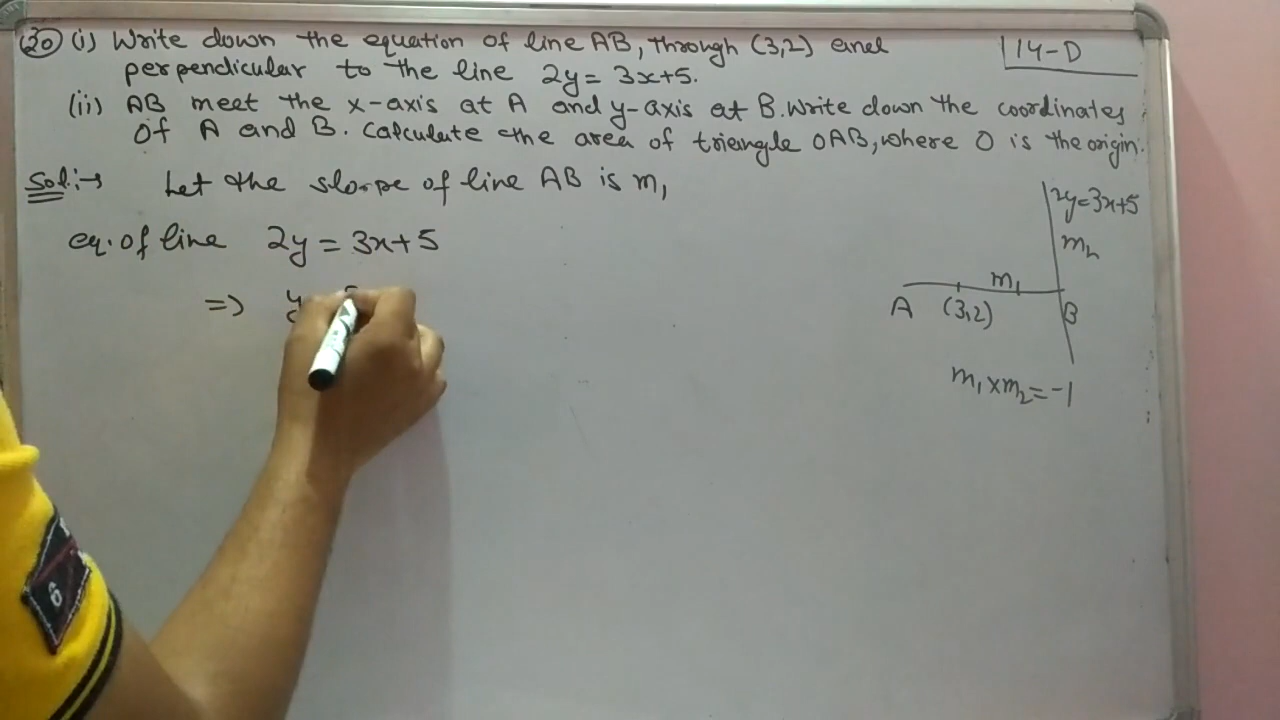 20 (i) Write down the equation of line AB, through (3,2) and
perpendicular to the line 2y = 3x+5.
(ii) AB meet the x-axis at A and y-axis at B. Write down the coordinates
of A and B. Calculate the area of triangle OAB, where O is the origin.
14-D
Sol:→ Let the slope of line AB is m1
eq. of line 2y = 3x+5
=> y
2y=3x+5
m2
m1
A (3,2) B
m1 x m2 = -1
6